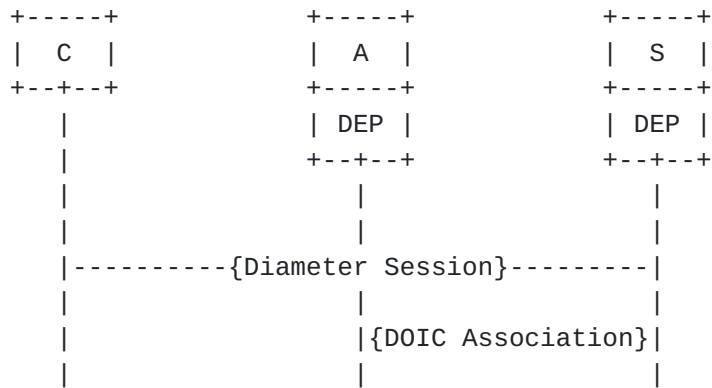 +-----+            +-----+            +-----+
|  C  |            |  A  |            |  S  |
+--+--+            +-----+            +-----+
   |               | DEP |            | DEP |
   |               +--+--+            +--+--+
   |                  |                  |
   |                  |                  |
   |----------{Diameter Session}---------|
   |                  |                  |
   |                  |{DOIC Association}|
   |                  |                  |